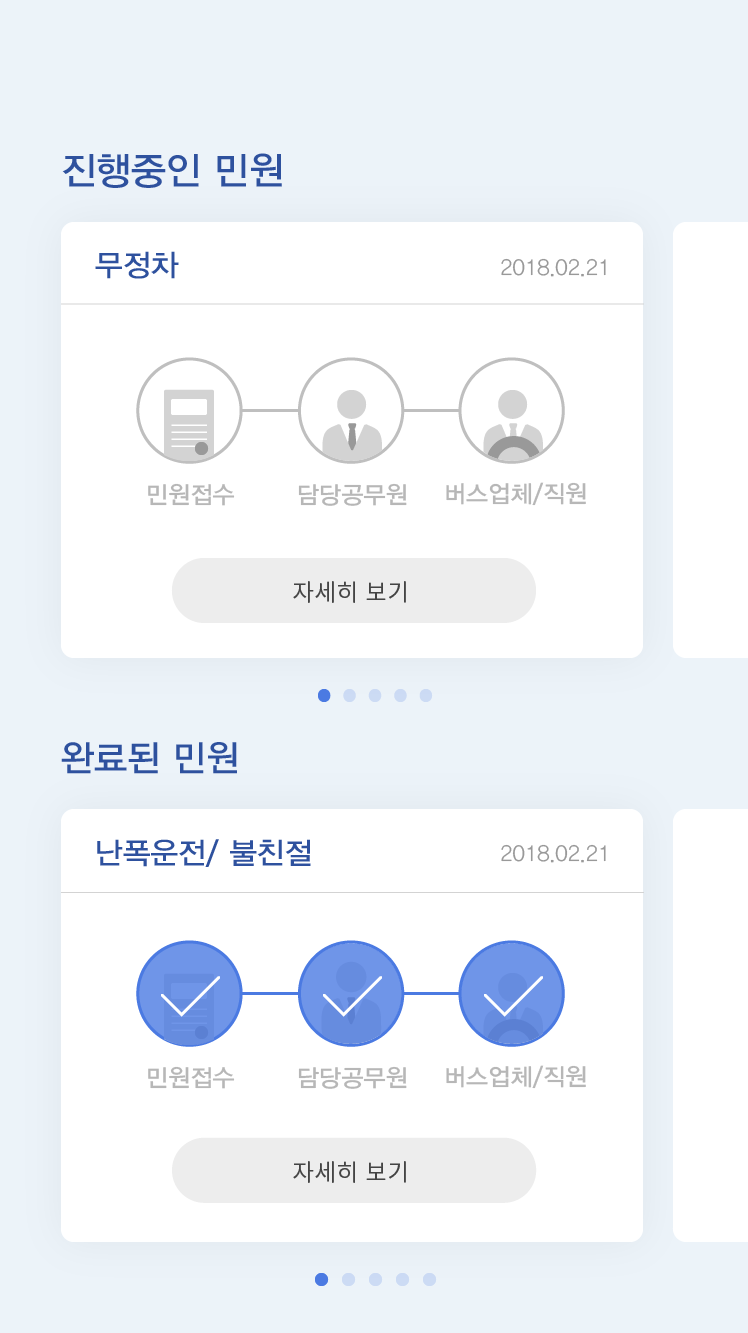 진행중인 민원
무정차 2018.02.21
민원접수 담당공무원 버스업체/직원
자세히 보기
완료된 민원
난폭운전/ 불친절 2018.02.21
민원접수 담당공무원 버스업체/직원
자세히 보기